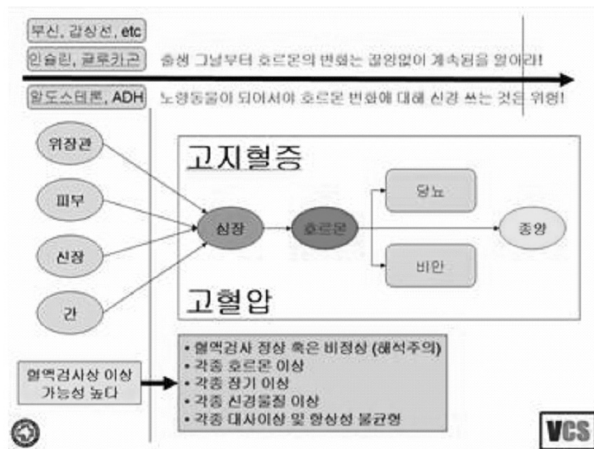 부신, 갑상선, etc
인슐린, 글루카곤
출생 그날부터 호르몬의 변화는 끊임없이 계속됨을 알아라!
알도스테론, ADH
노령동물이 되어서야 호르몬 변화에 대해 신경 쓰는 것은 위험!
위장관
피부
신장
간
고지혈증
심장
호르몬
당뇨
비만
종양
고혈압
혈액검사상 이상
가능성 높다
• 혈액검사 정상 혹은 비정상 (해석주의)
• 각종 호르몬 이상
• 각종 장기 이상
• 각종 신경물질 이상
• 각종 대사이상 및 항상성 불균형
VCS